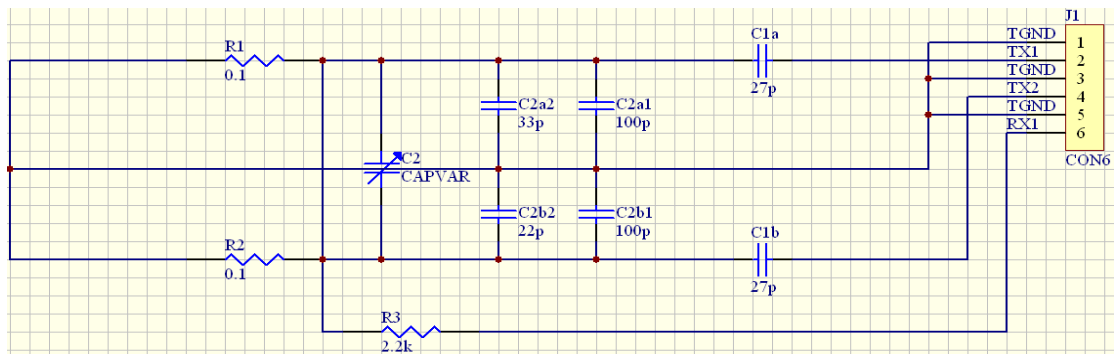 J1
C1a
TGND
1
R1
TX1
2
0.1
27p
TGND
3
TX2
4
C2a2
C2a1
33p
100p
TGND
5
RX1
6
C2
CON6
CAPVAR
C2b2
C2b1
22p
100p
C1b
R2
0.1
27p
R3
2.2k